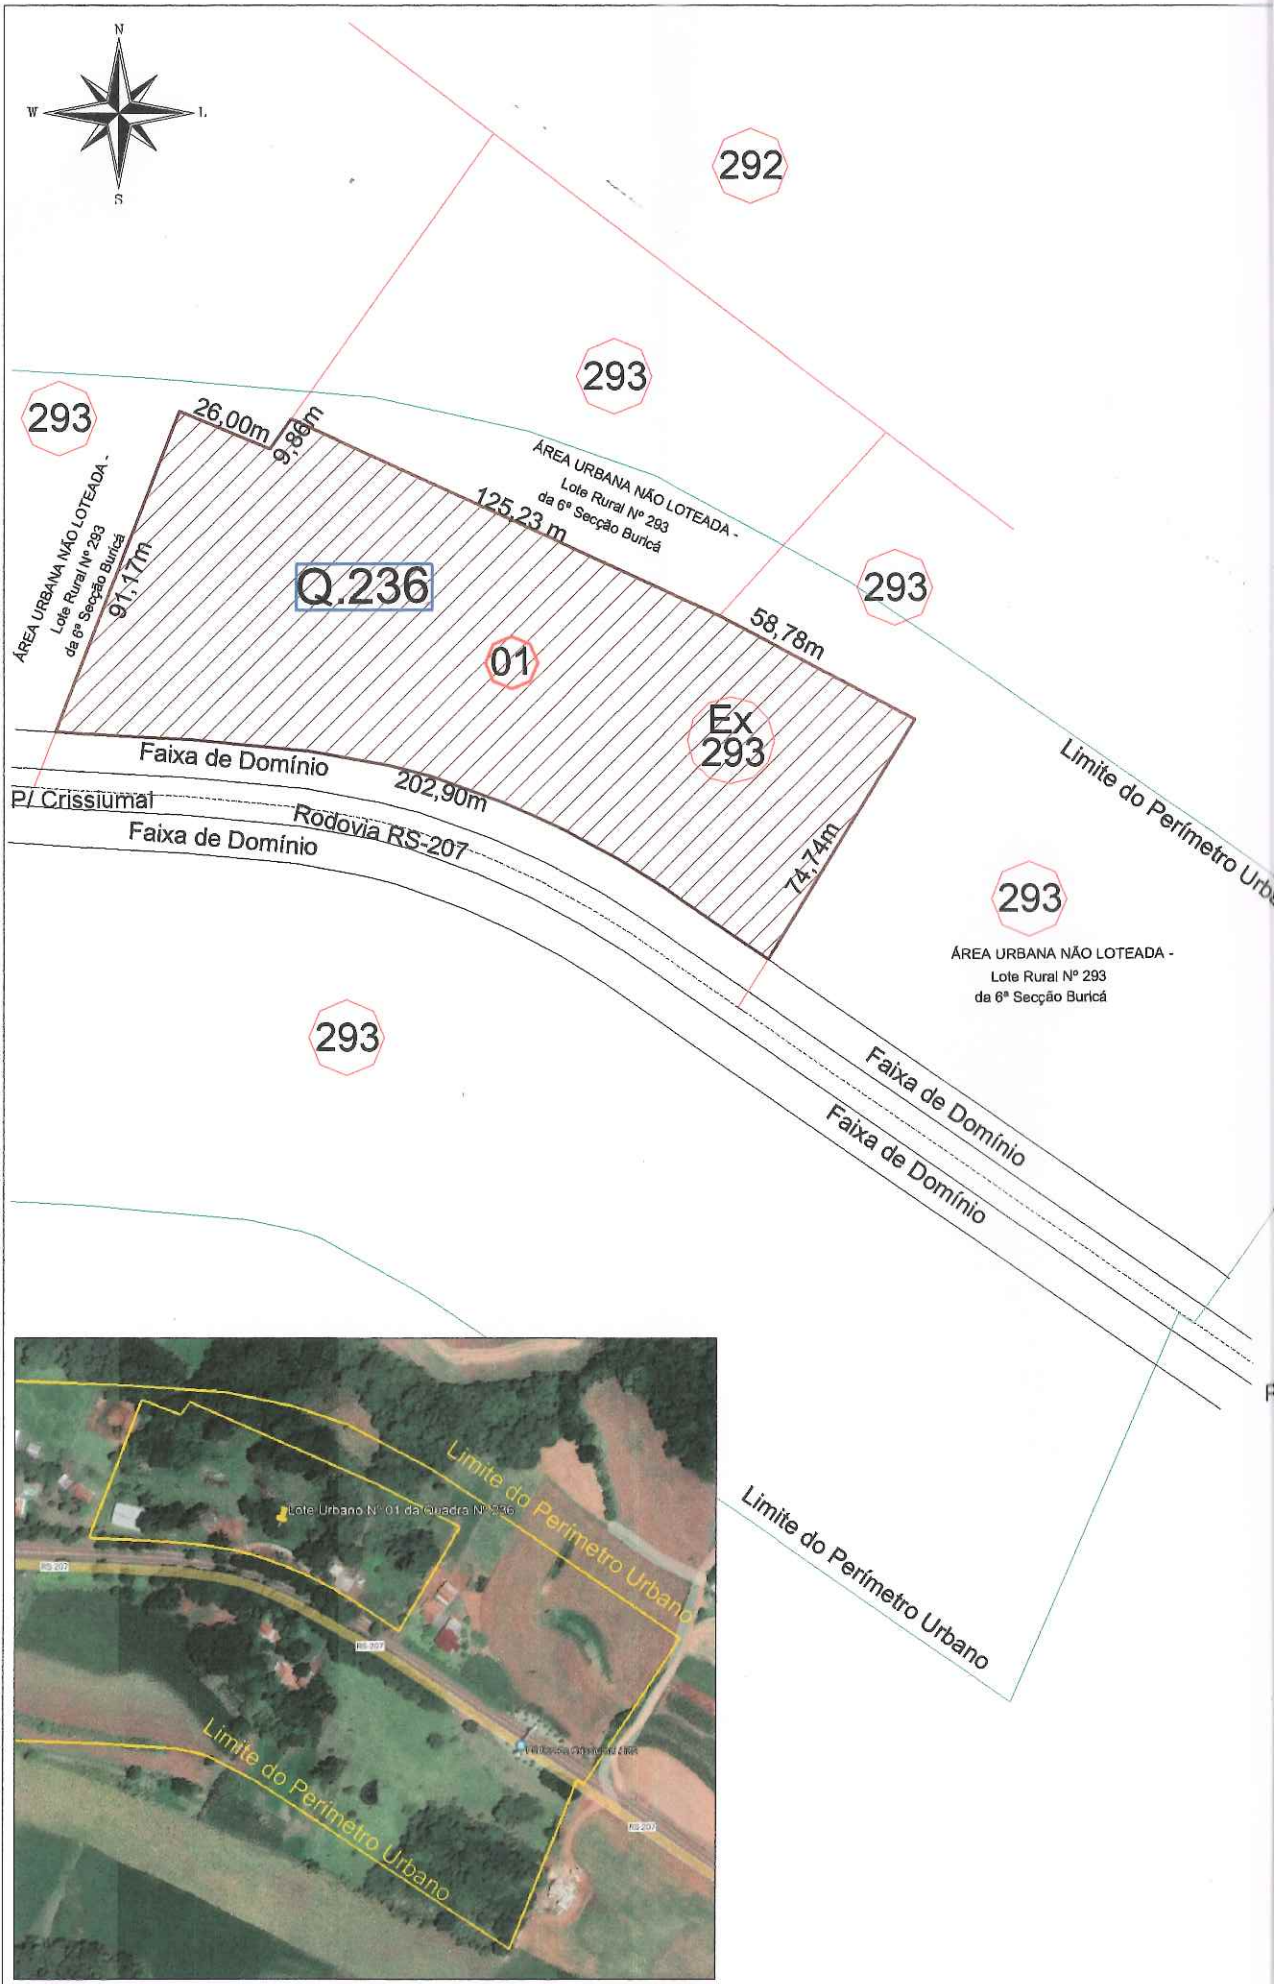 N
W
L
S
292
293
293
26,00m
9,86m
ÁREA URBANA NÃO LOTEADA -
Lote Rural Nº 293
da 6ª Secção Buricá
ÁREA URBANA NÃO LOTEADA -
Lote Rural Nº 293
da 6ª Secção Buricá
91,17m
125,23 m
Q.236
293
58,78m
01
Ex
293
Faixa de Domínio
202,90m
P/ Crissiumal
Rodovia RS-207
Faixa de Domínio
74,74m
Limite do Perímetro
293
ÁREA URBANA NÃO LOTEADA -
Lote Rural Nº 293
da 6ª Secção Buricá
293
Faixa de Domínio
Faixa de Domínio
Limite do Perímetro Urbano
Lote Urbano Nº 01 da Quadra Nº 236
Limite do Perímetro Urbano
RS-207
RS-207
RS-207
Limite do Perímetro Urbano